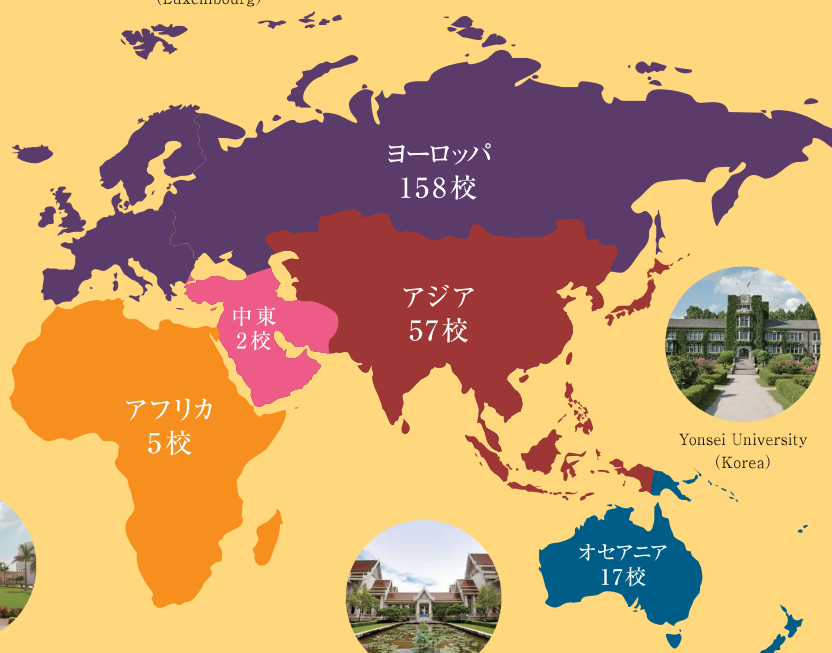 (Luxembourg)
ヨーロッパ
158校
アジア
57校
中東
2校
アフリカ
5校
Yonsei University
(Korea)
オセアニア
17校